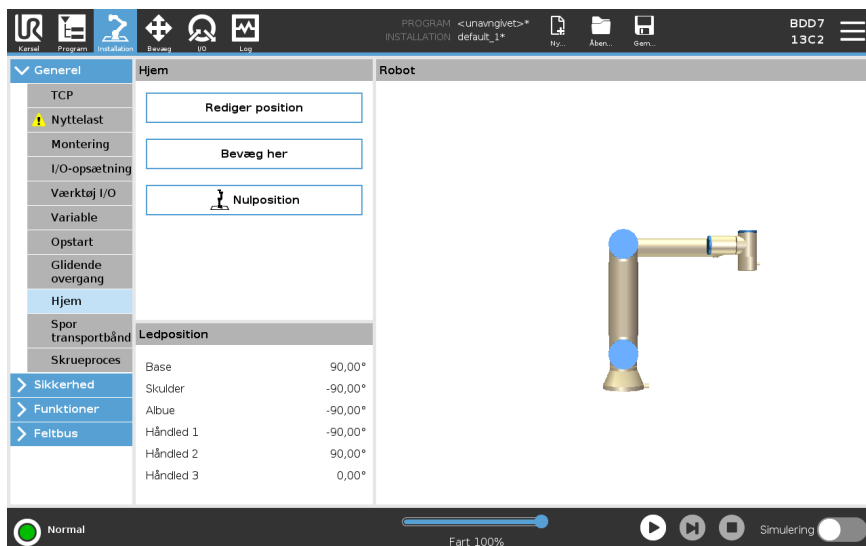 UR
Kørsel
Program
Installation
Bevæg
I/O
Log
PROGRAM <unavngivet>*
INSTALLATION default_1*
Ny...
Åben...
Gem...
BDD7
13C2
Generel
TCP
Nyttelast
Montering
I/O-opsætning
Værktøj I/O
Variable
Opstart
Glidende
overgang
Hjem
Spor
transportbånd
Skrueproces
Sikkerhed
Funktioner
Feltbus
Hjem
Rediger position
Bevæg her
Nulposition
Ledposition
Base 90,00°
Skulder -90,00°
Albue -90,00°
Håndled 1 -90,00°
Håndled 2 90,00°
Håndled 3 0,00°
Robot
Normal
Fart 100%
Simulering